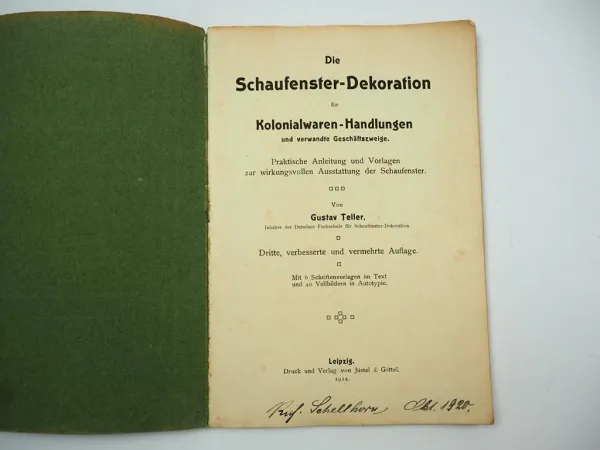 Die
Schaufenster-Dekoration
für
Kolonialwaren-Handlungen
und verwandte Geschäftszweige.
Praktische Anleitung und Vorlagen
zur wirkungsvollen Ausstattung der Schaufenster.
Von
Gustav Teller,
Inhaber der Dresdner Fachschule für Schaufenster-Dekoration.
Dritte, verbesserte und vermehrte Auflage.
Mit 6 Schriftenvorlagen im Text
und 40 Vollbildern in Autotypie.
Leipzig.
Druck und Verlag von Jüstel & Göttel.
Schellhorn Okt. 1920.